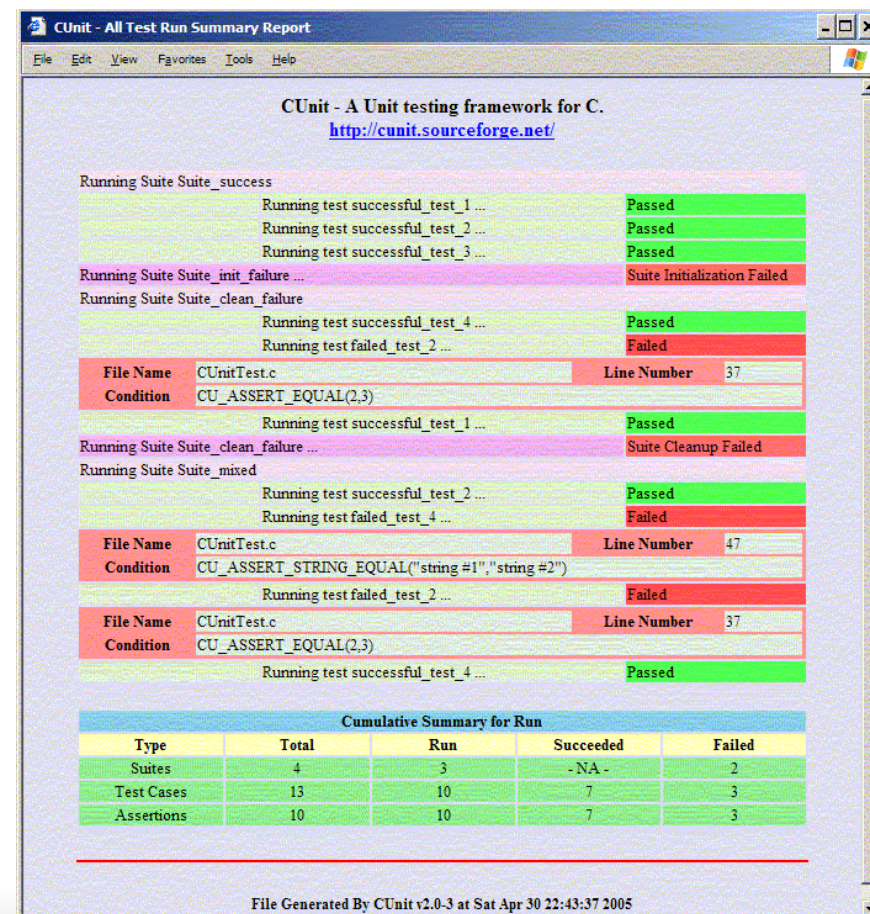 CUnit - All Test Run Summary Report
File Edit View Favorites Tools Help
CUnit - A Unit testing framework for C.
http://cunit.sourceforge.net/
Running Suite Suite_success
Running test successful_test_1 ... Passed
Running test successful_test_2 ... Passed
Running test successful_test_3 ... Passed
Running Suite Suite_init_failure ... Suite Initialization Failed
Running Suite Suite_clean_failure
Running test successful_test_4 ... Passed
Running test failed_test_2 ... Failed
File Name CUnitTest.c Line Number 37
Condition CU_ASSERT_EQUAL(2,3)
Running test successful_test_1 ... Passed
Running Suite Suite_clean_failure ... Suite Cleanup Failed
Running Suite Suite_mixed
Running test successful_test_2 ... Passed
Running test failed_test_4 ... Failed
File Name CUnitTest.c Line Number 47
Condition CU_ASSERT_STRING_EQUAL("string #1","string #2")
Running test failed_test_2 ... Failed
File Name CUnitTest.c Line Number 37
Condition CU_ASSERT_EQUAL(2,3)
Running test successful_test_4 ... Passed
Cumulative Summary for Run
Type Total Run Succeeded Failed
Suites 4 3 - NA - 2
Test Cases 13 10 7 3
Assertions 10 10 7 3
File Generated By CUnit v2.0-3 at Sat Apr 30 22:43:37 2005